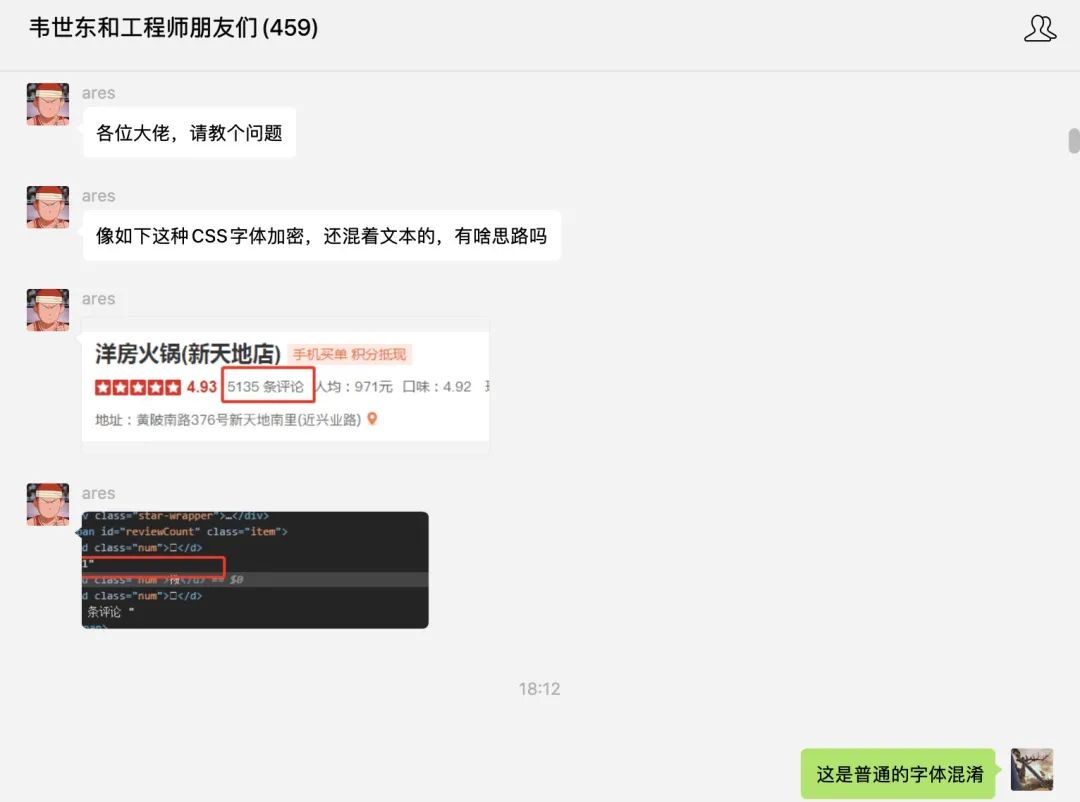 韦世东和工程师朋友们(459)
ares
各位大佬，请教个问题
ares
像如下这种CSS字体加密，还混着文本的，有啥思路吗
ares
洋房火锅(新天地店) 手机买单 积分抵现
4.93 5135 条评论 人均：971元 口味：4.92
地址：黄陂南路376号新天地南里(近兴业路)
ares
v class="star-wrapper">…</div>
an id="reviewCount" class="item">
d class="num">□</d>
1"
d class="num"></d> == $0
d class="num">□</d>
条评论 "
an>
18:12
这是普通的字体混淆